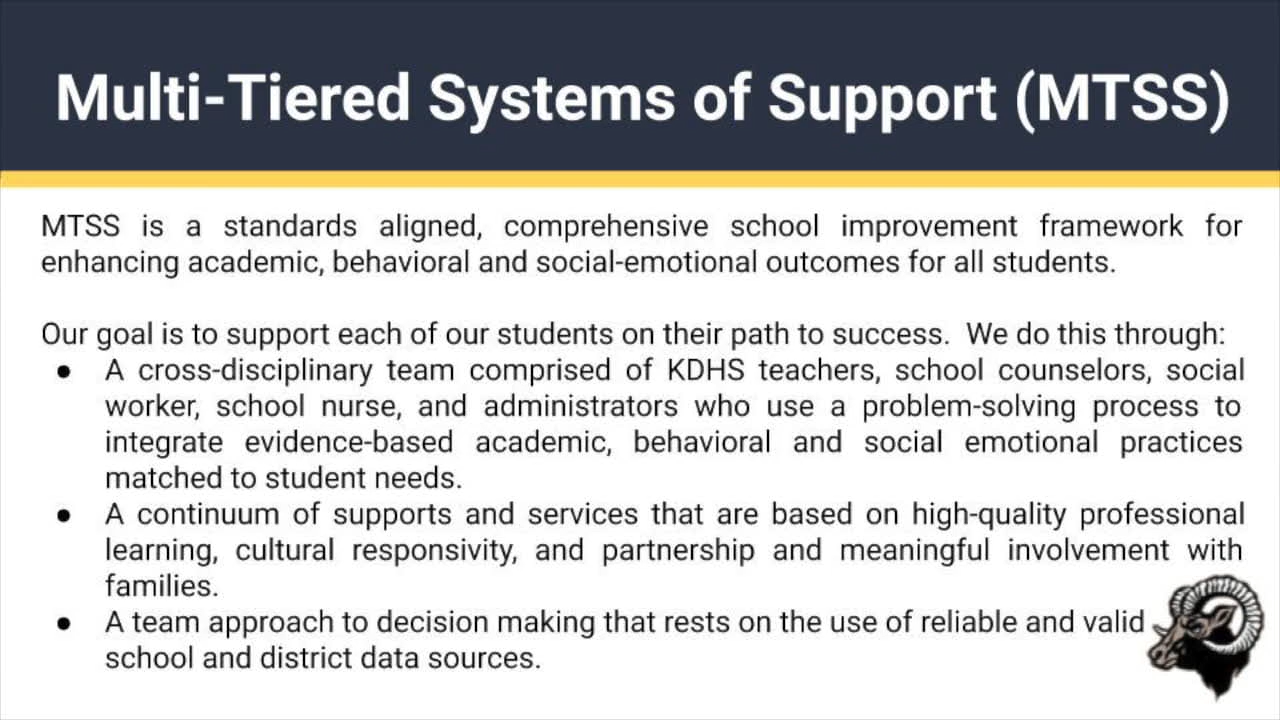 Multi-Tiered Systems of Support (MTSS)
MTSS is a standards aligned, comprehensive school improvement framework for
enhancing academic, behavioral and social-emotional outcomes for all students.
Our goal is to support each of our students on their path to success.  We do this through:
● A cross-disciplinary team comprised of KDHS teachers, school counselors, social
worker, school nurse, and administrators who use a problem-solving process to
integrate evidence-based academic, behavioral and social emotional practices
matched to student needs.
● A continuum of supports and services that are based on high-quality professional
learning, cultural responsivity, and partnership and meaningful involvement with
families.
● A team approach to decision making that rests on the use of reliable and valid
school and district data sources.